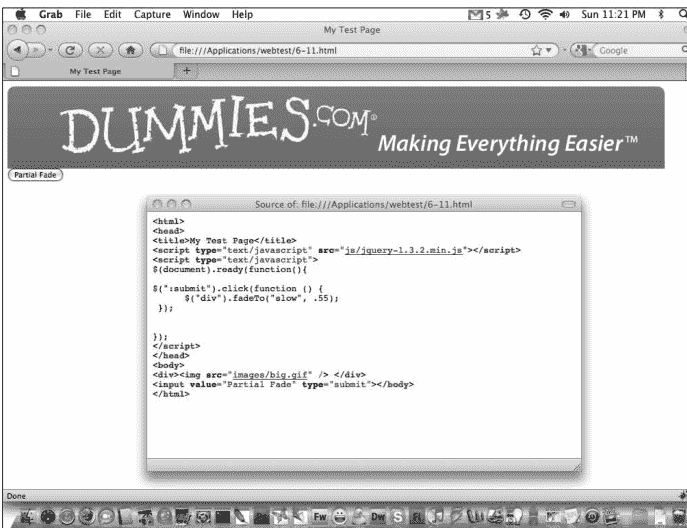 Grab File Edit Capture Window Help 5 Sun 11:21 PM
My Test Page
file:///Applications/webtest/6-11.html Google
My Test Page +
DUMMIES.COM® Making Everything Easier™
Partial Fade
Source of: file:///Applications/webtest/6-11.html
<html>
<head>
<title>My Test Page</title>
<script type="text/javascript" src="js/jquery-1.3.2.min.js"></script>
<script type="text/javascript">
$(document).ready(function(){
$(":submit").click(function () {
$("div").fadeTo("slow", .55);
});
});
</script>
</head>
<body>
<div><img src="images/big.gif" /> </div>
<input value="Partial Fade" type="submit"></body>
</html>
Done
Fw Dw S